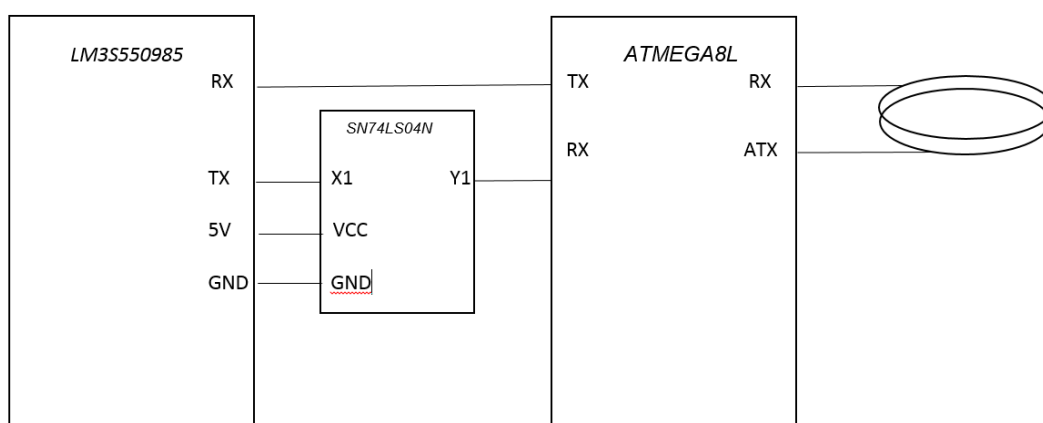 LM3S550985
RX
TX
5V
GND
SN74LS04N
X1
Y1
VCC
GND
ATMEGA8L
TX
RX
RX
ATX